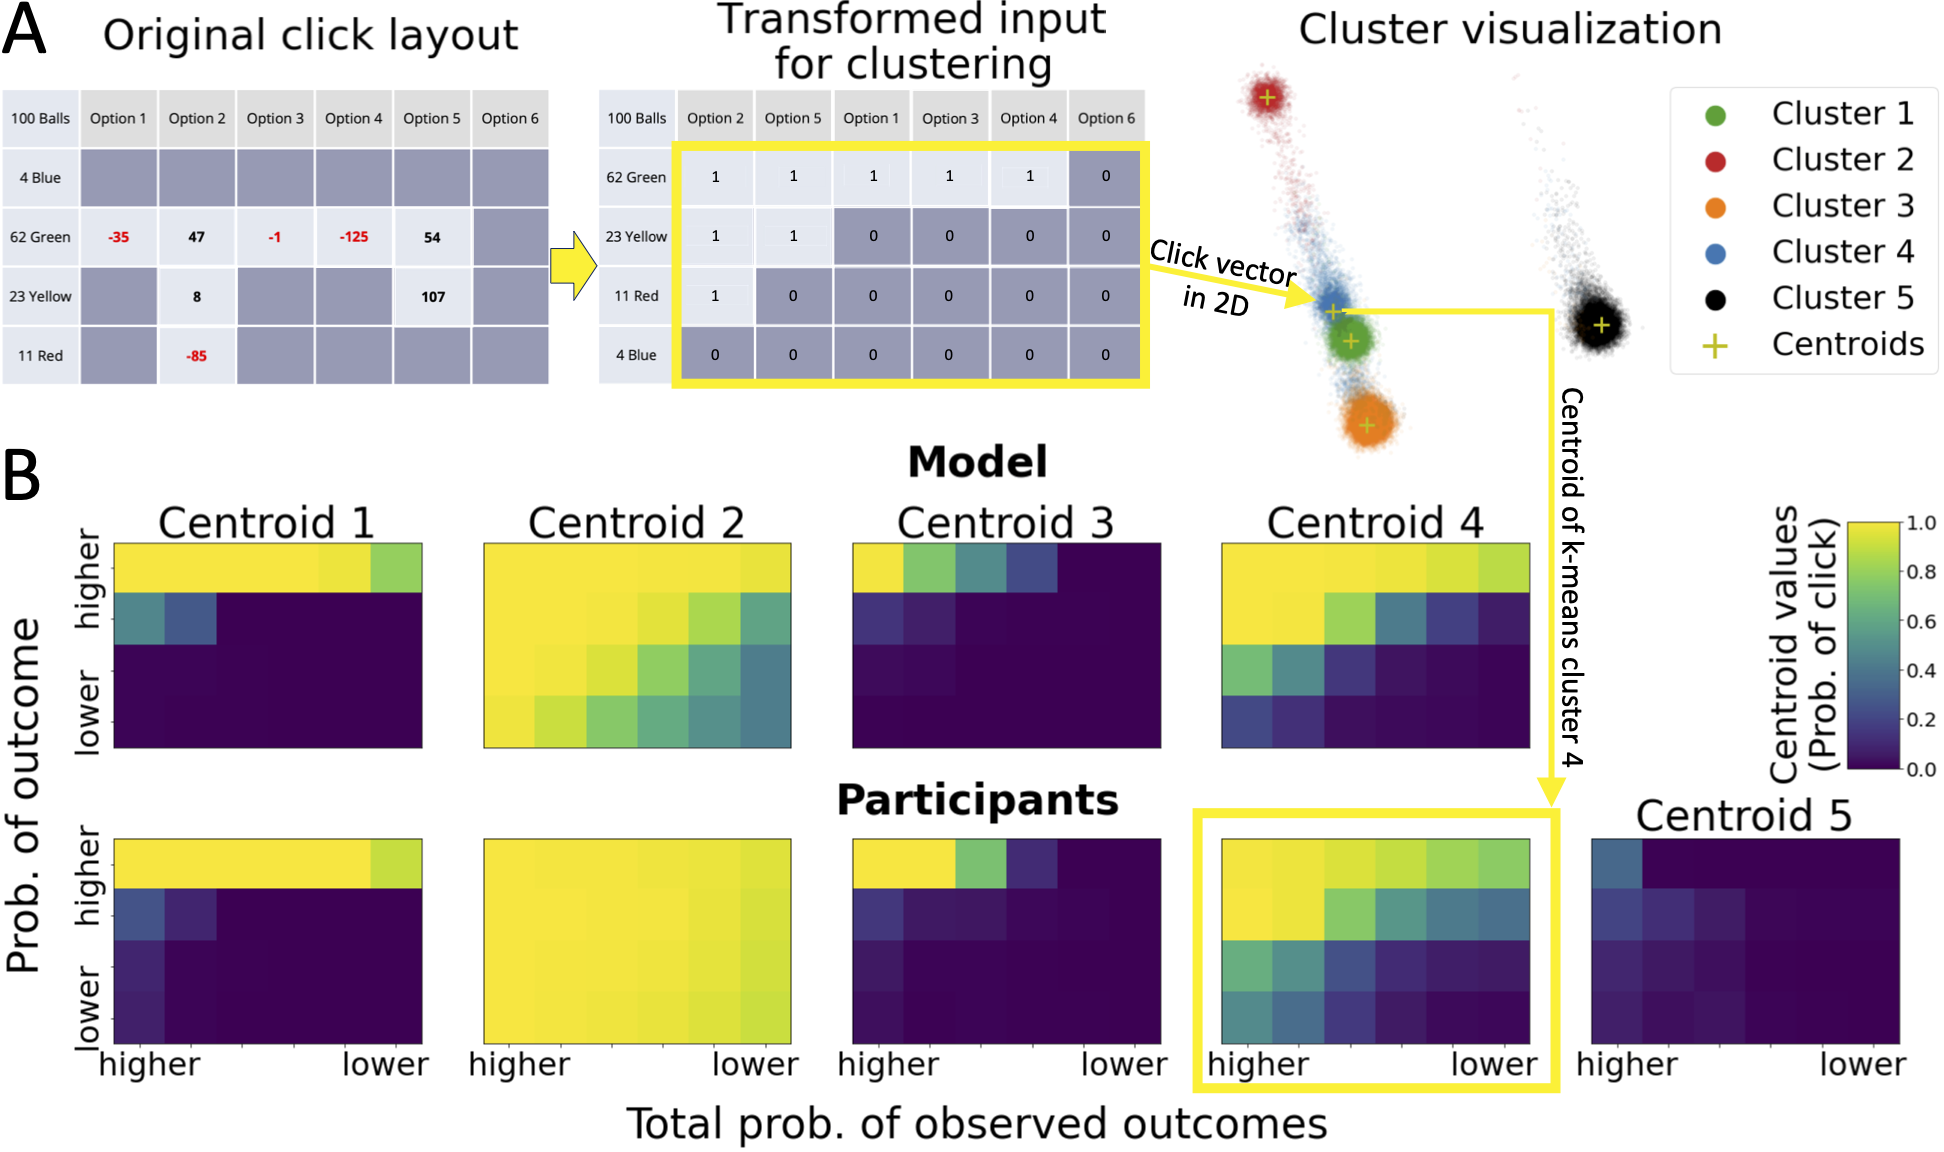 A
Original click layout
100 Balls Option 1 Option 2 Option 3 Option 4 Option 5 Option 6
4 Blue
62 Green -35 47 -1 -125 54
23 Yellow 8 107
11 Red -85
Transformed input
for clustering
100 Balls Option 2 Option 5 Option 1 Option 3 Option 4 Option 6
62 Green 1 1 1 1 1 0
23 Yellow 1 1 0 0 0 0
11 Red 1 0 0 0 0 0
4 Blue 0 0 0 0 0 0
Click vector
in 2D
Cluster visualization
Cluster 1
Cluster 2
Cluster 3
Cluster 4
Cluster 5
Centroids
Centroid of k-means cluster 4
B
Model
Centroid 1 Centroid 2 Centroid 3 Centroid 4
Prob. of outcome
higher
lower
Participants
Centroid 5
higher
lower
higher lower higher lower higher lower higher lower higher lower
Total prob. of observed outcomes
Centroid values
(Prob. of click)
1.0
0.8
0.6
0.4
0.2
0.0